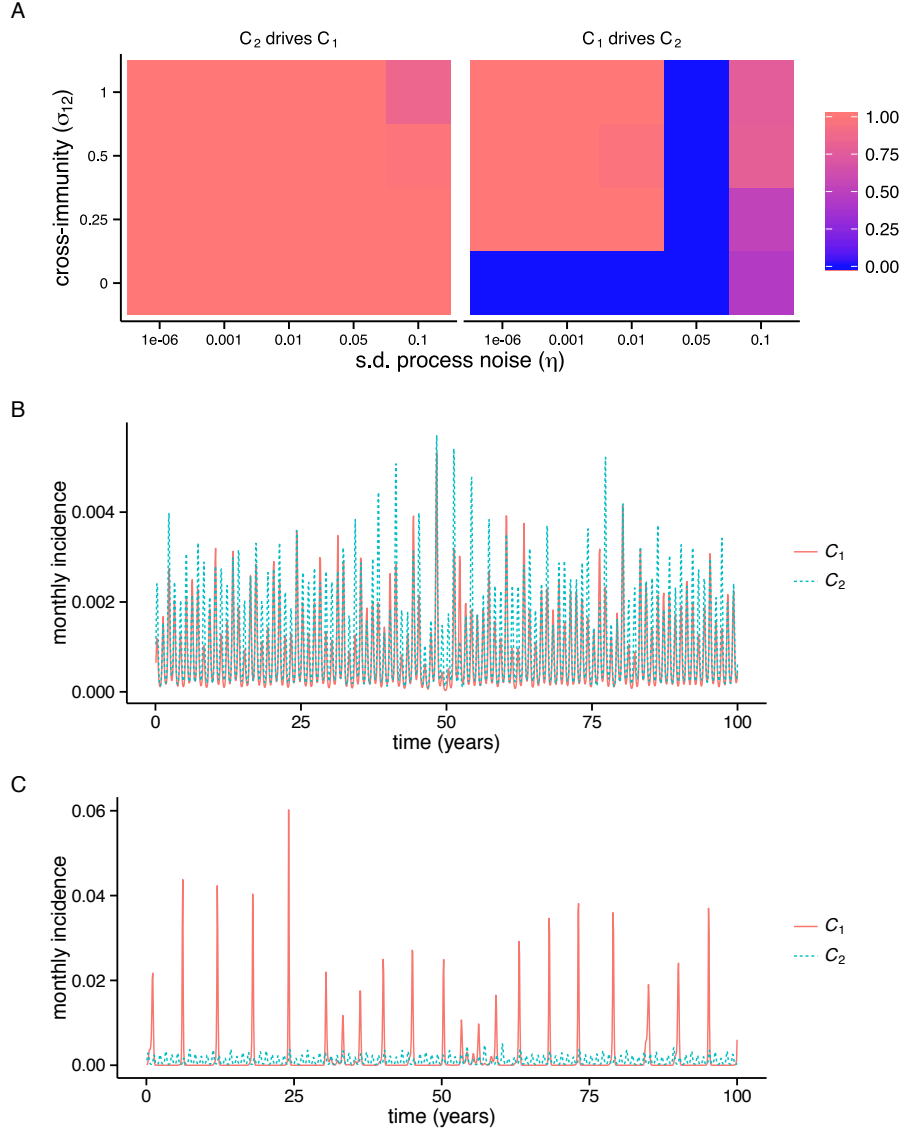 A
C2 drives C1
C1 drives C2
cross-immunity (σ12)
1
0.5
0.25
0
1.00
0.75
0.50
0.25
0.00
1e-06 0.001 0.01 0.05 0.1
1e-06 0.001 0.01 0.05 0.1
s.d. process noise (η)
B
monthly incidence
0.004
0.002
0.000
C1
C2
0 25 50 75 100
time (years)
C
monthly incidence
0.06
0.04
0.02
0.00
C1
C2
0 25 50 75 100
time (years)